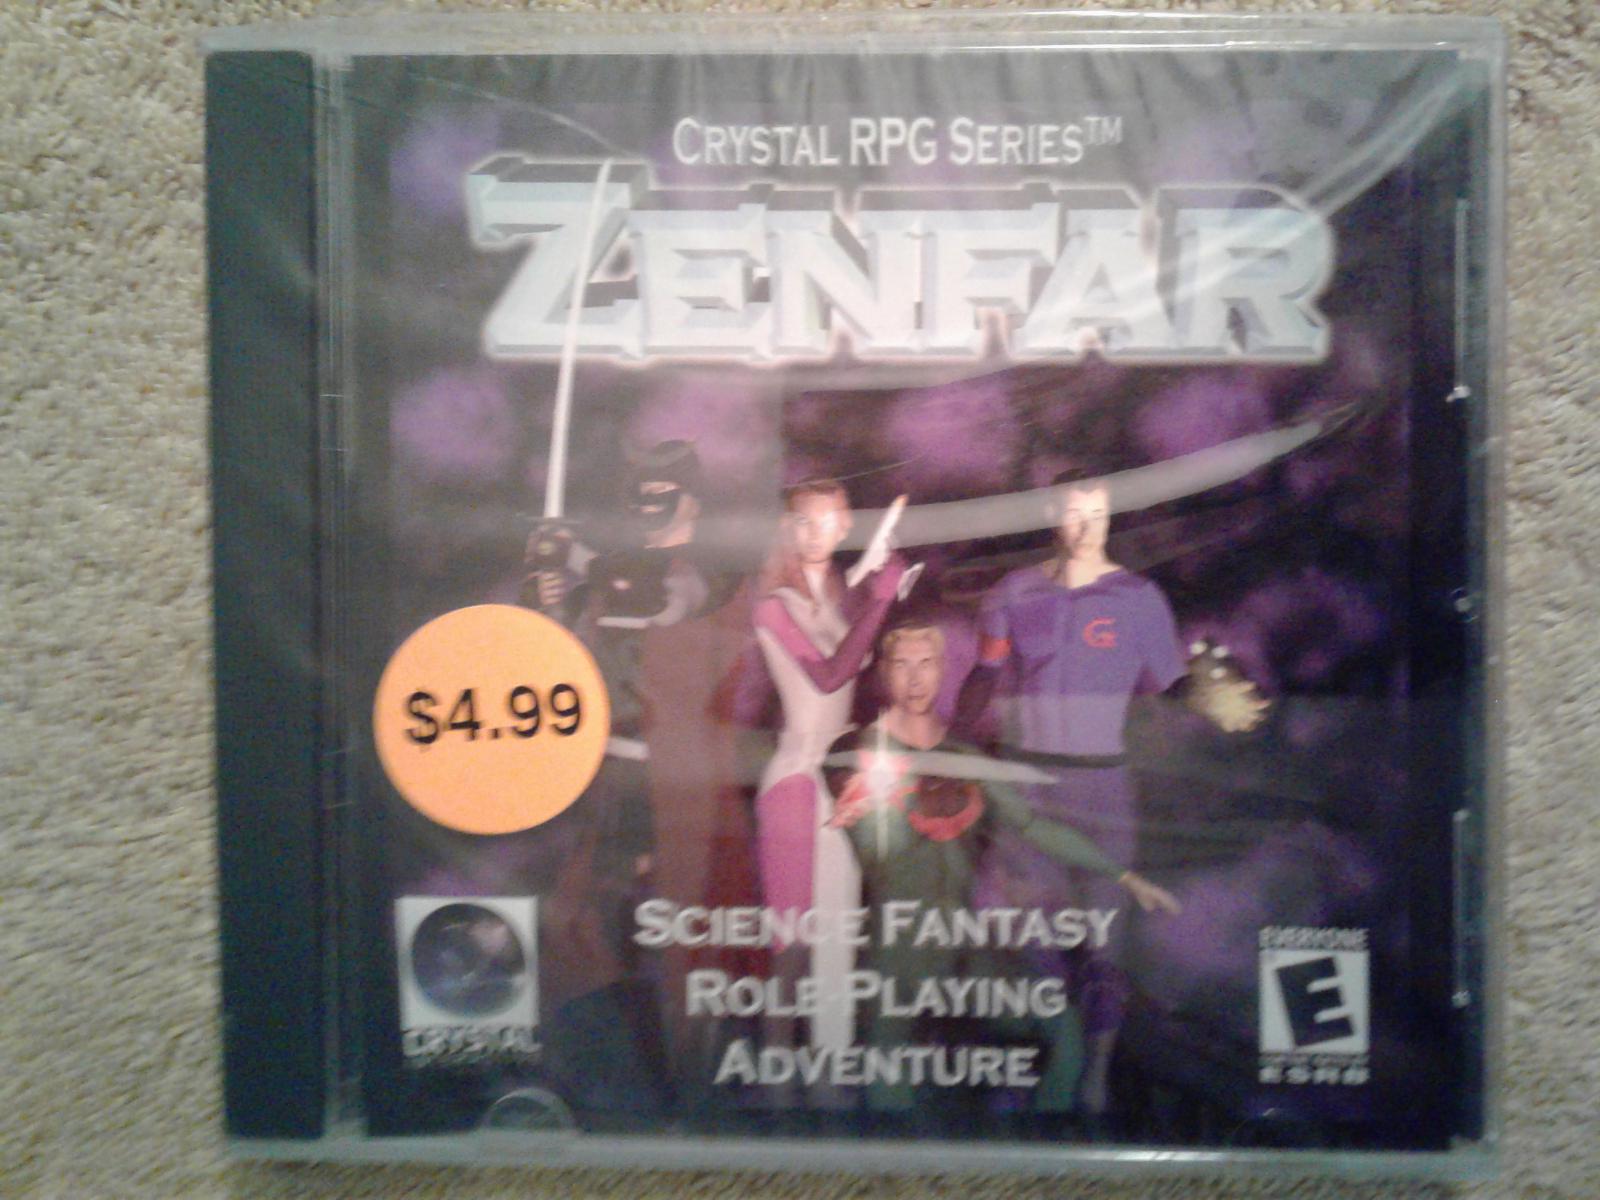 CRYSTAL RPG SERIES™
ZENFAR
G
$4.99
SCIENCE FANTASY
ROLE-PLAYING
ADVENTURE
CRYSTAL
EVERYONE
E
ESRB